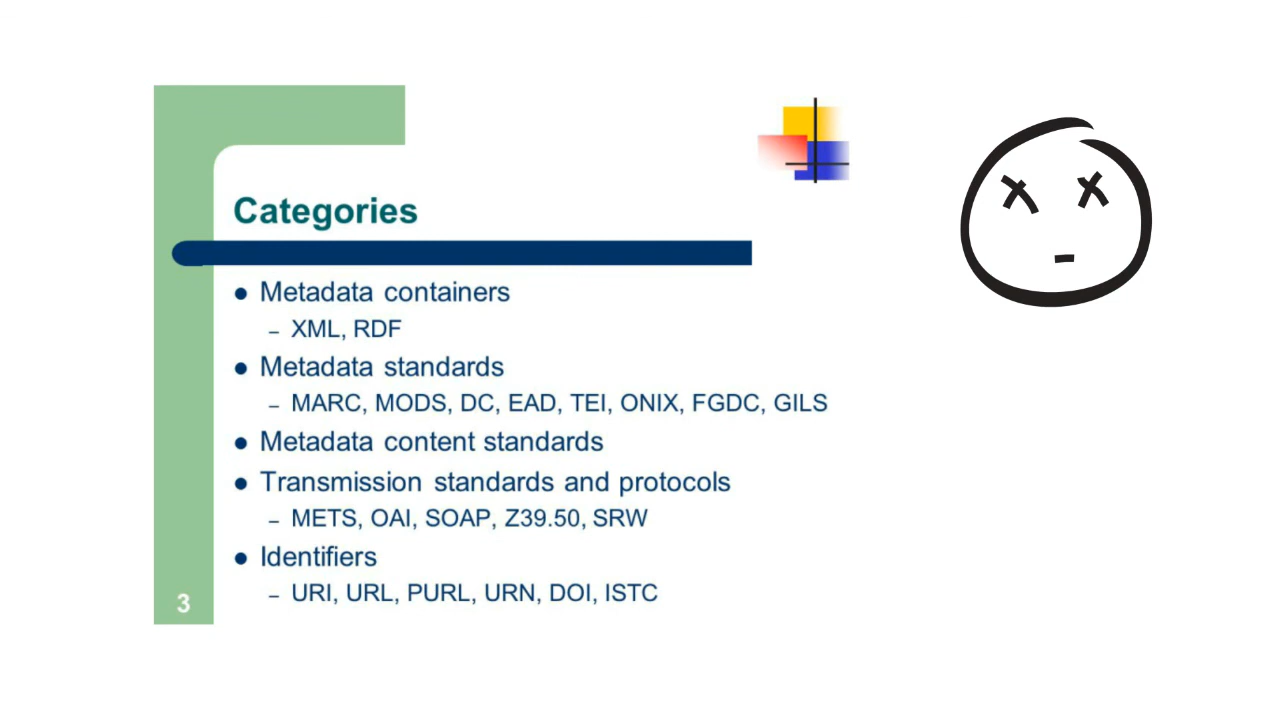 Categories
● Metadata containers
– XML, RDF
● Metadata standards
– MARC, MODS, DC, EAD, TEI, ONIX, FGDC, GILS
● Metadata content standards
● Transmission standards and protocols
– METS, OAI, SOAP, Z39.50, SRW
● Identifiers
– URI, URL, PURL, URN, DOI, ISTC
3